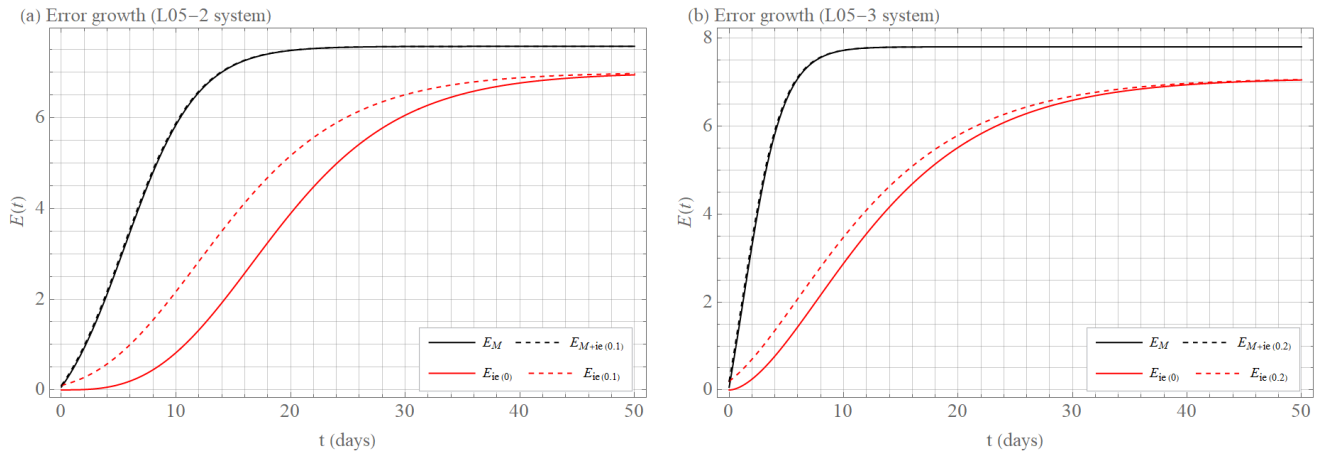 (a) Error growth (L05−2 system)
E(t)
6
4
2
0
E_M E_M+ie (0.1)
E_ie (0) E_ie (0.1)
0 10 20 30 40 50
t (days)
(b) Error growth (L05−3 system)
E(t)
8
6
4
2
0
E_M E_M+ie (0.2)
E_ie (0) E_ie (0.2)
0 10 20 30 40 50
t (days)